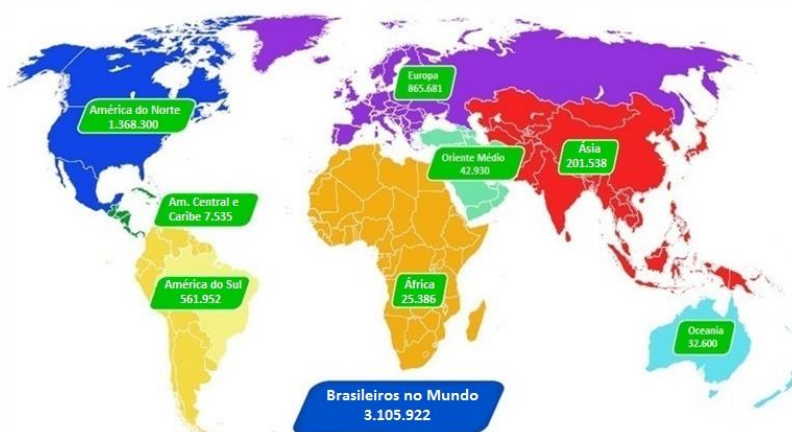 Europa
865.681
América do Norte
1.368.300
Ásia
201.538
Oriente Médio
42.930
Am. Central e
Caribe 7.535
América do Sul
561.952
África
25.386
Oceania
32.600
Brasileiros no Mundo
3.105.922